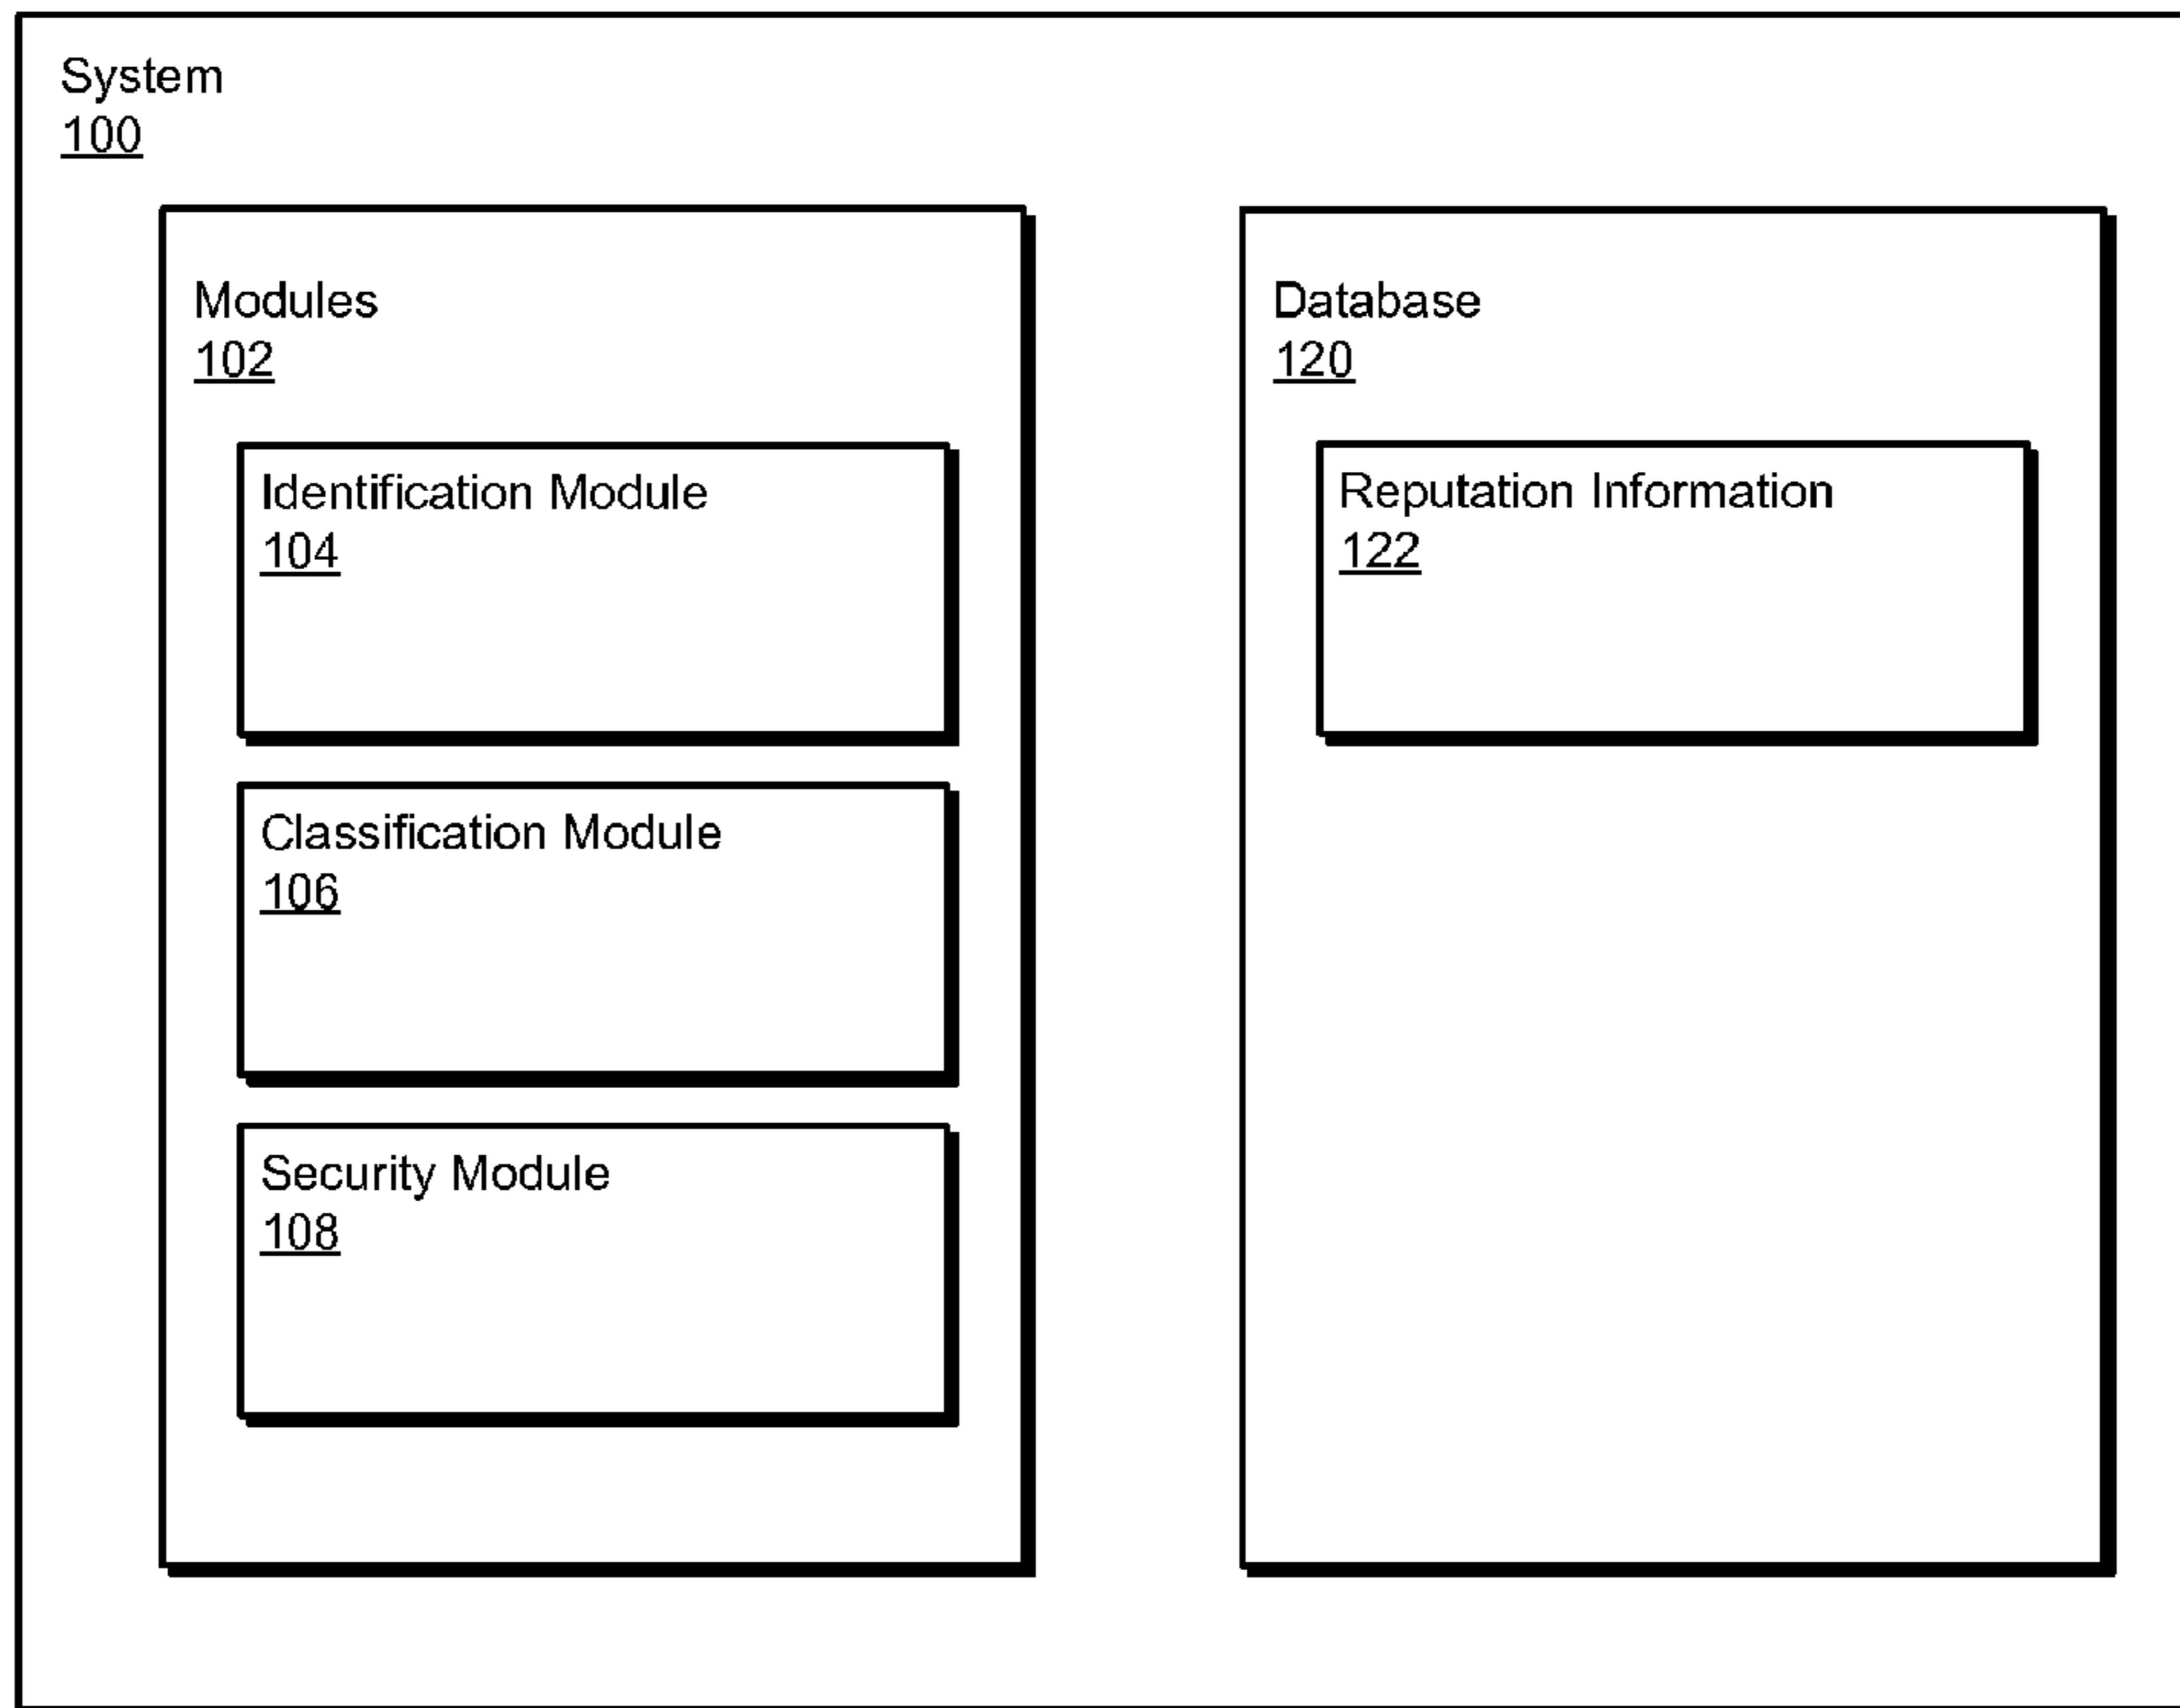 System
100
Modules
102
Identification Module
104
Classification Module
106
Security Module
108
Database
120
Reputation Information
122